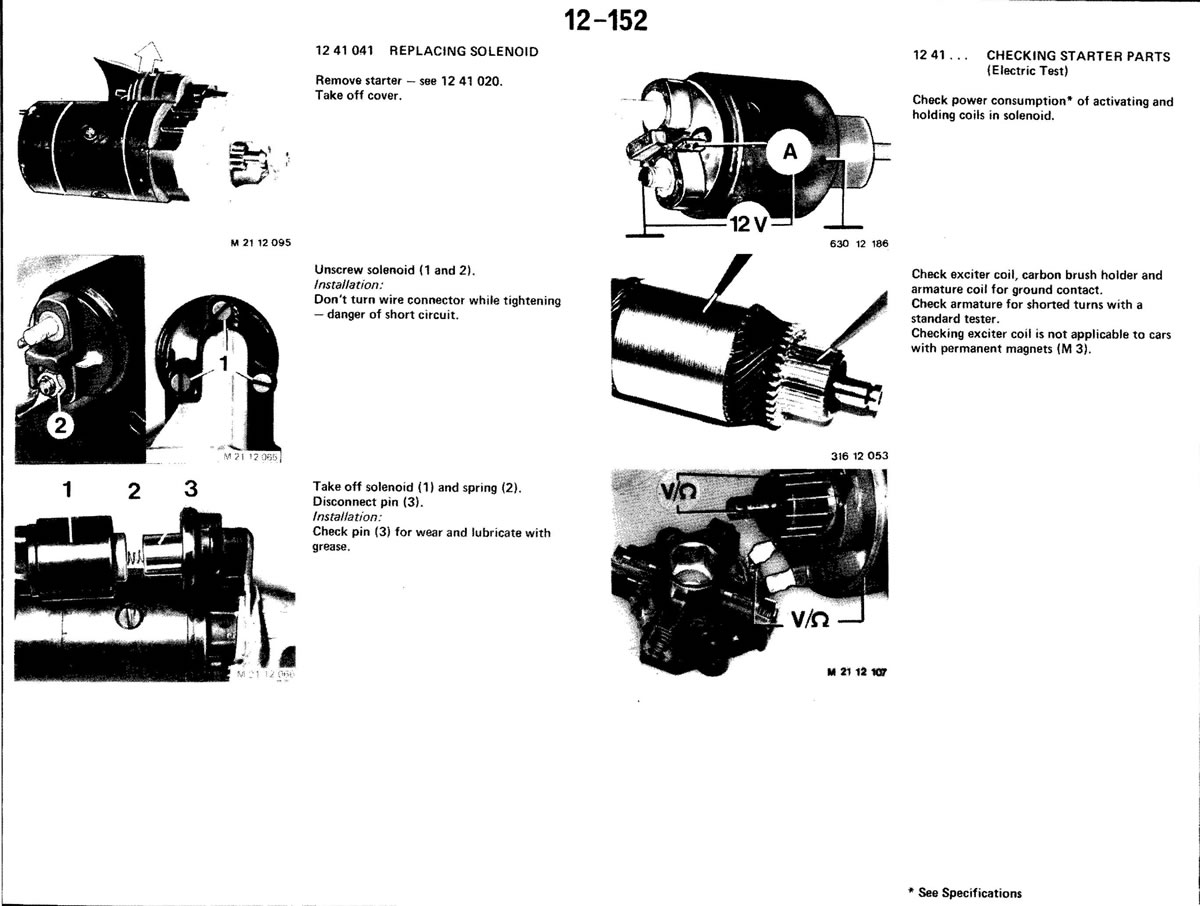 12-152
12 41 041 REPLACING SOLENOID
Remove starter — see 12 41 020.
Take off cover.
M 21 12 095
Unscrew solenoid (1 and 2).
Installation:
Don't turn wire connector while tightening
— danger of short circuit.
1
2
M 21 12 065
1 2 3
Take off solenoid (1) and spring (2).
Disconnect pin (3).
Installation:
Check pin (3) for wear and lubricate with
grease.
M 21 12 066
12 41 . . . CHECKING STARTER PARTS
(Electric Test)
Check power consumption* of activating and
holding coils in solenoid.
A
12 V
630 12 186
Check exciter coil, carbon brush holder and
armature coil for ground contact.
Check armature for shorted turns with a
standard tester.
Checking exciter coil is not applicable to cars
with permanent magnets (M 3).
316 12 053
V/Ω
V/Ω
M 21 12 107
* See Specifications